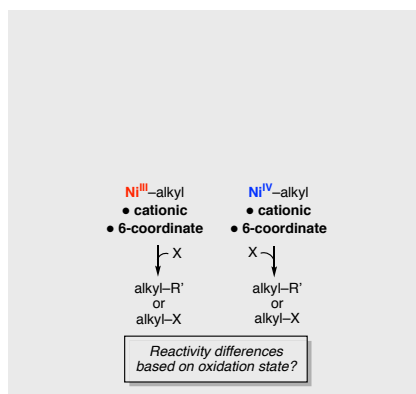 Ni^III–alkyl Ni^IV–alkyl
● cationic ● cationic
● 6-coordinate ● 6-coordinate
X X
alkyl–R' alkyl–R'
or or
alkyl–X alkyl–X
Reactivity differences
based on oxidation state?